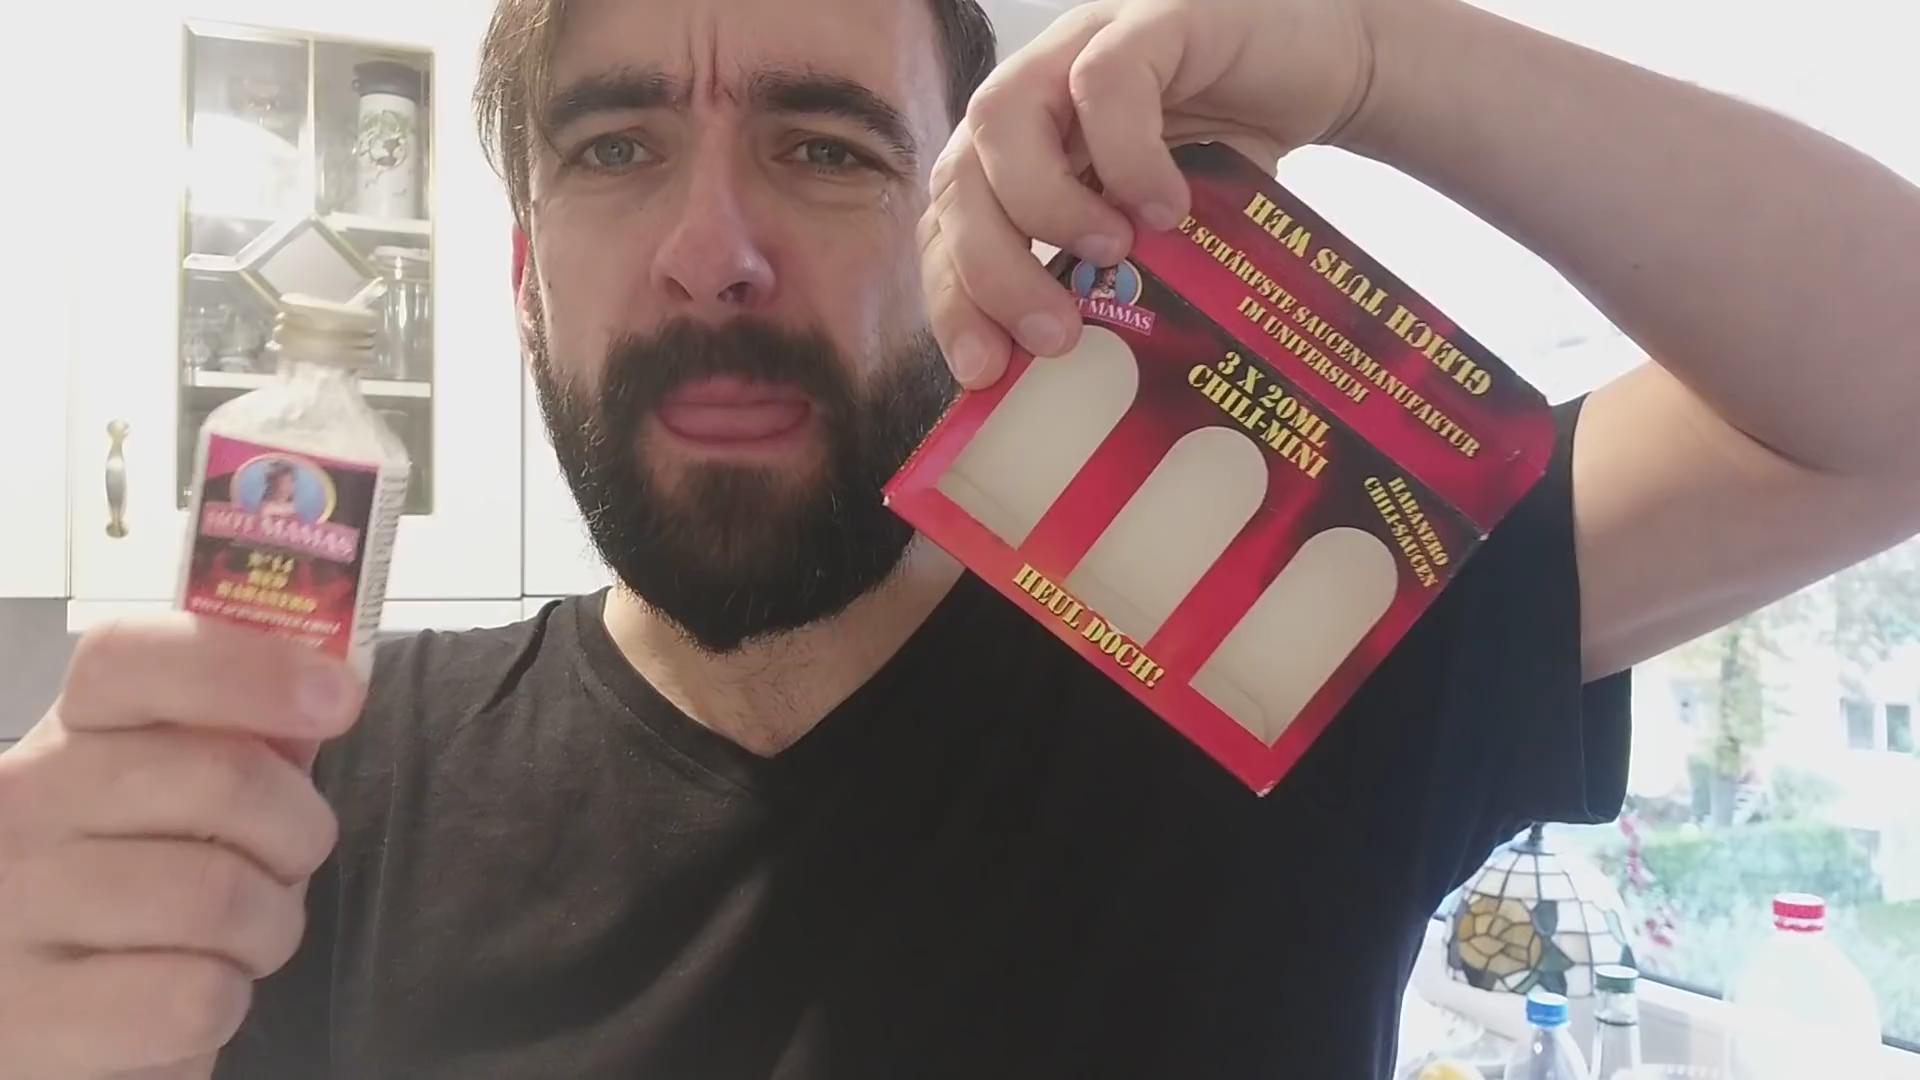 HOT MAMAS
RED
HABANERO
GLEICH TUTS WEH
E SCHÄRFSTE SAUCENMANUFAKTUR
IM UNIVERSUM
MAMAS
3 X 20ML
CHILI-MINI
HABANERO
CHILI-SAUCEN
HEUL DOCH!